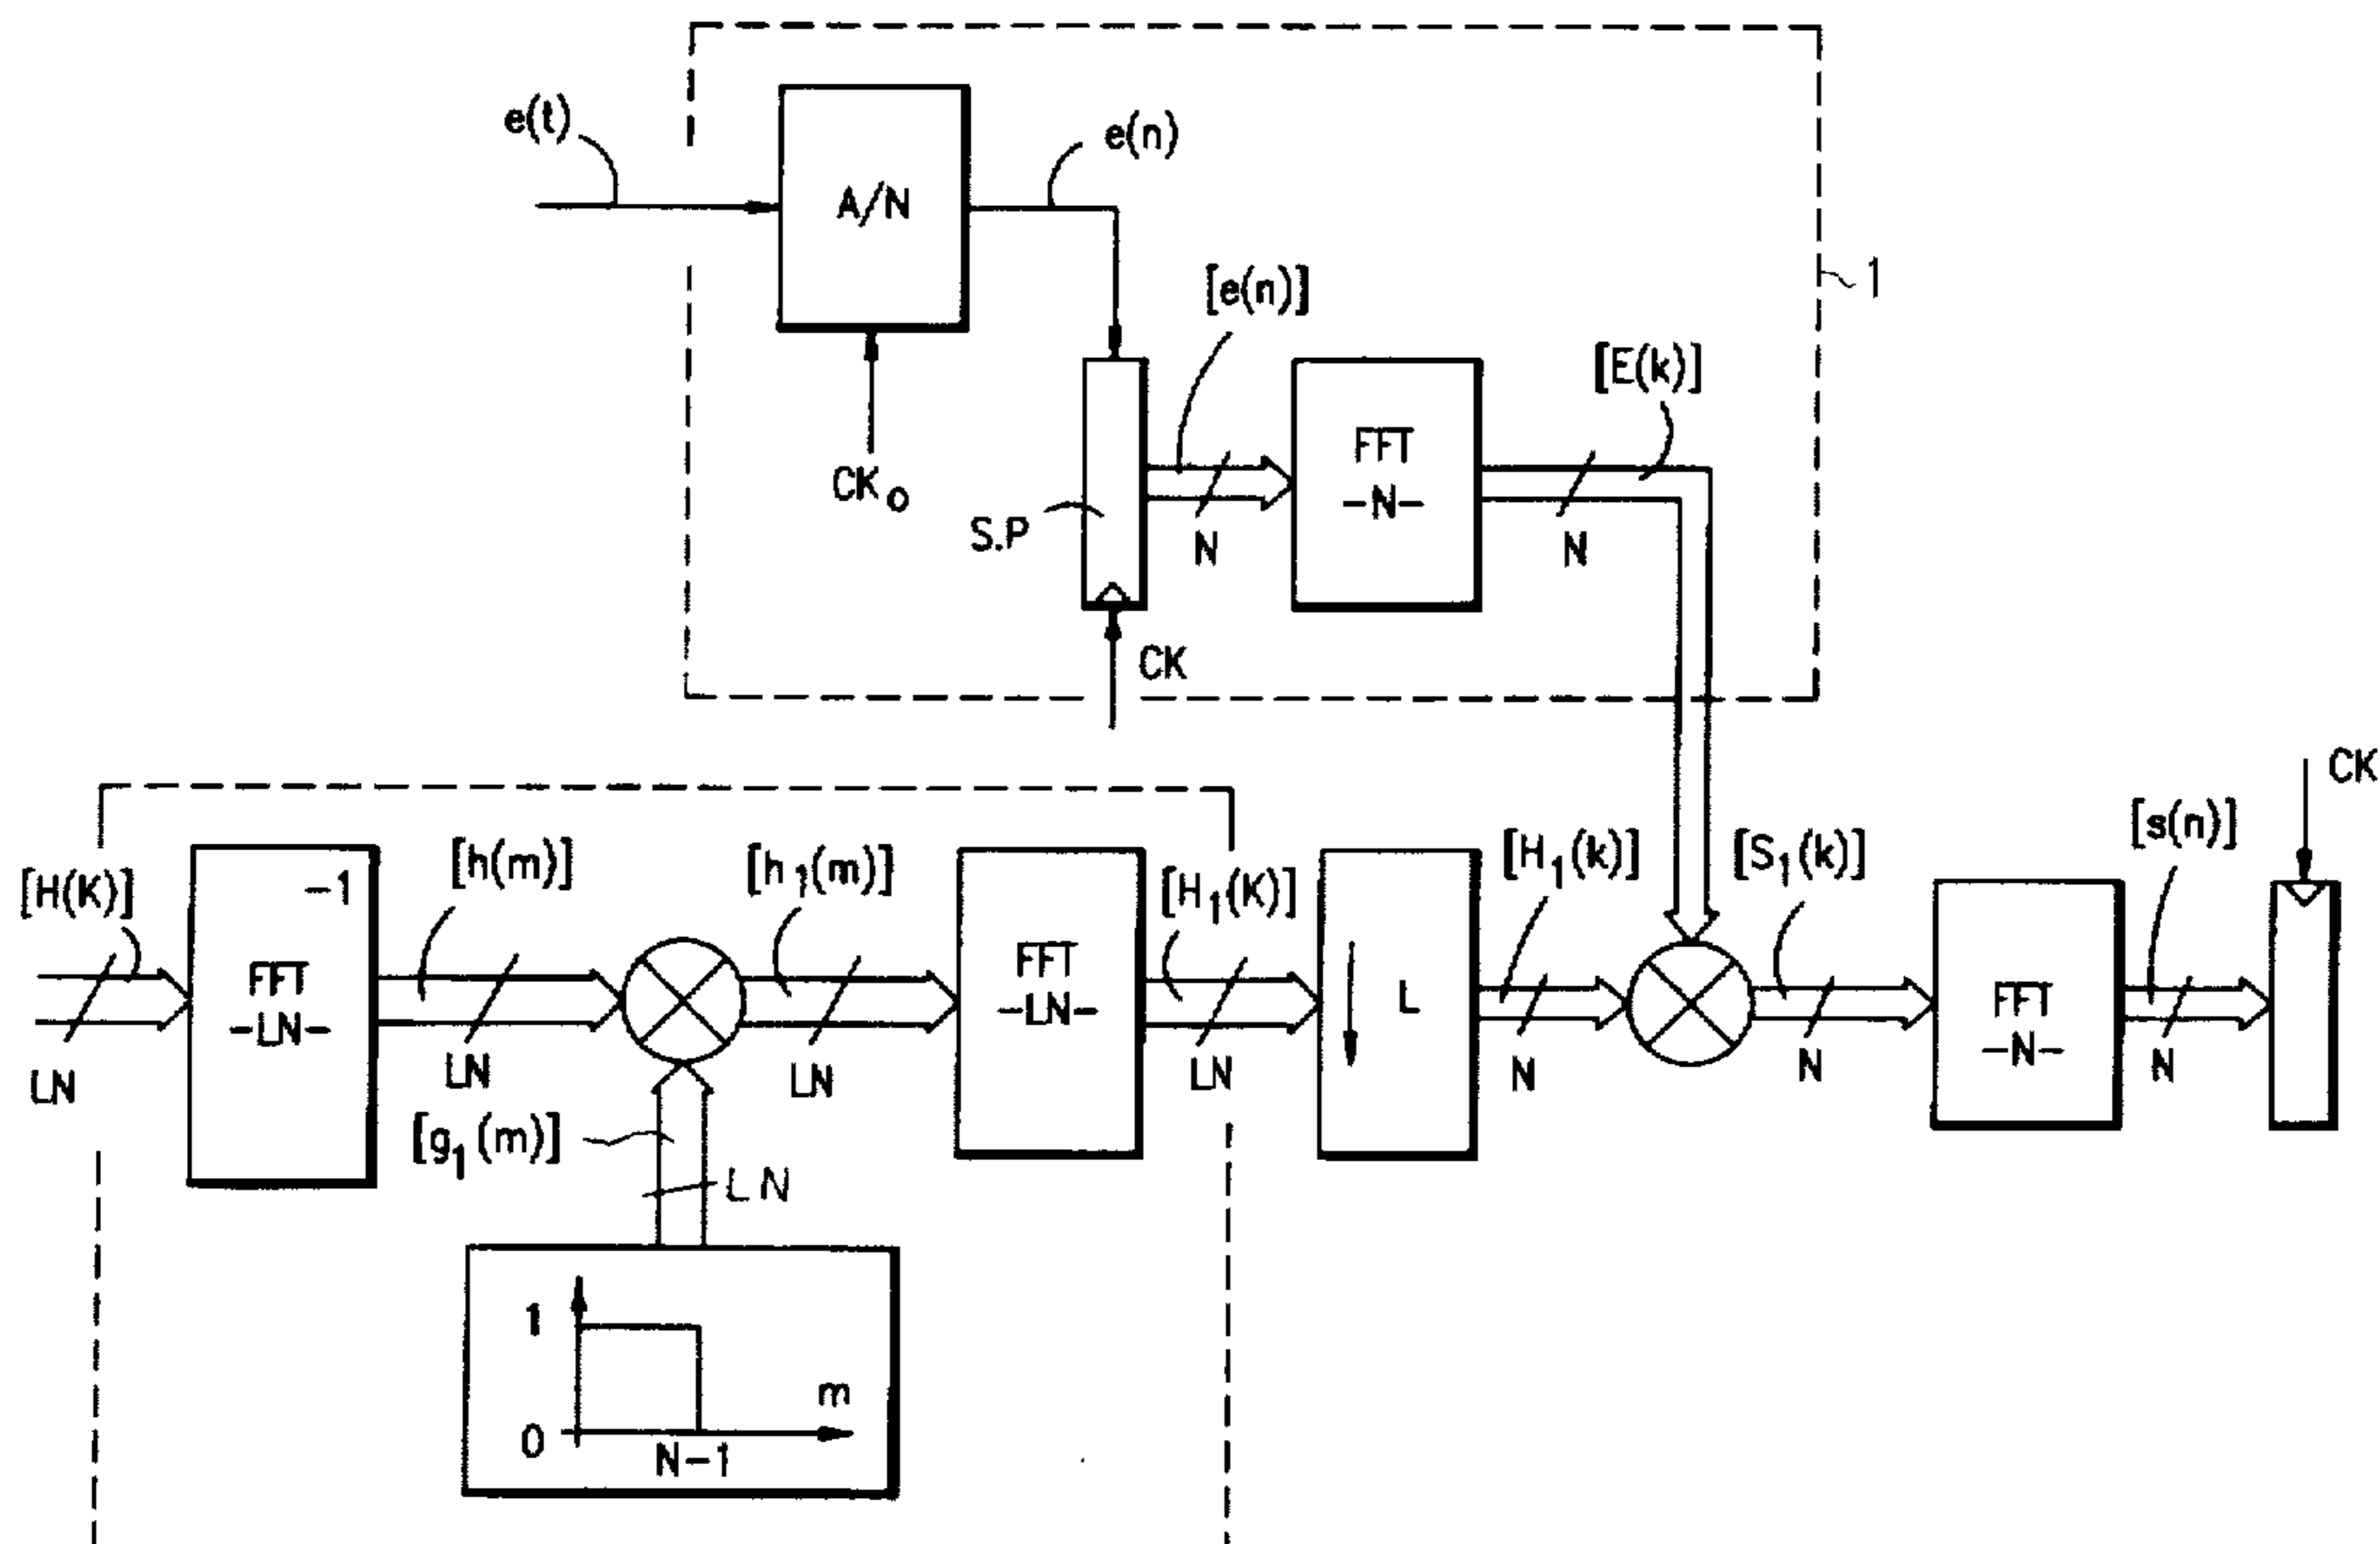 e(t)
A/N
e(n)
CK0
[e(n)]
1
S.P
N
FFT
-N-
[E(k)]
N
CK
[H(K)]
LN
-1
FFT
-LN-
[h(m)]
LN
[h1(m)]
LN
[g1(m)]
LN
1
0
m
N-1
FFT
-LN-
[H1(K)]
LN
L
[H1(k)]
N
[S1(k)]
N
FFT
-N-
[s(n)]
N
CK